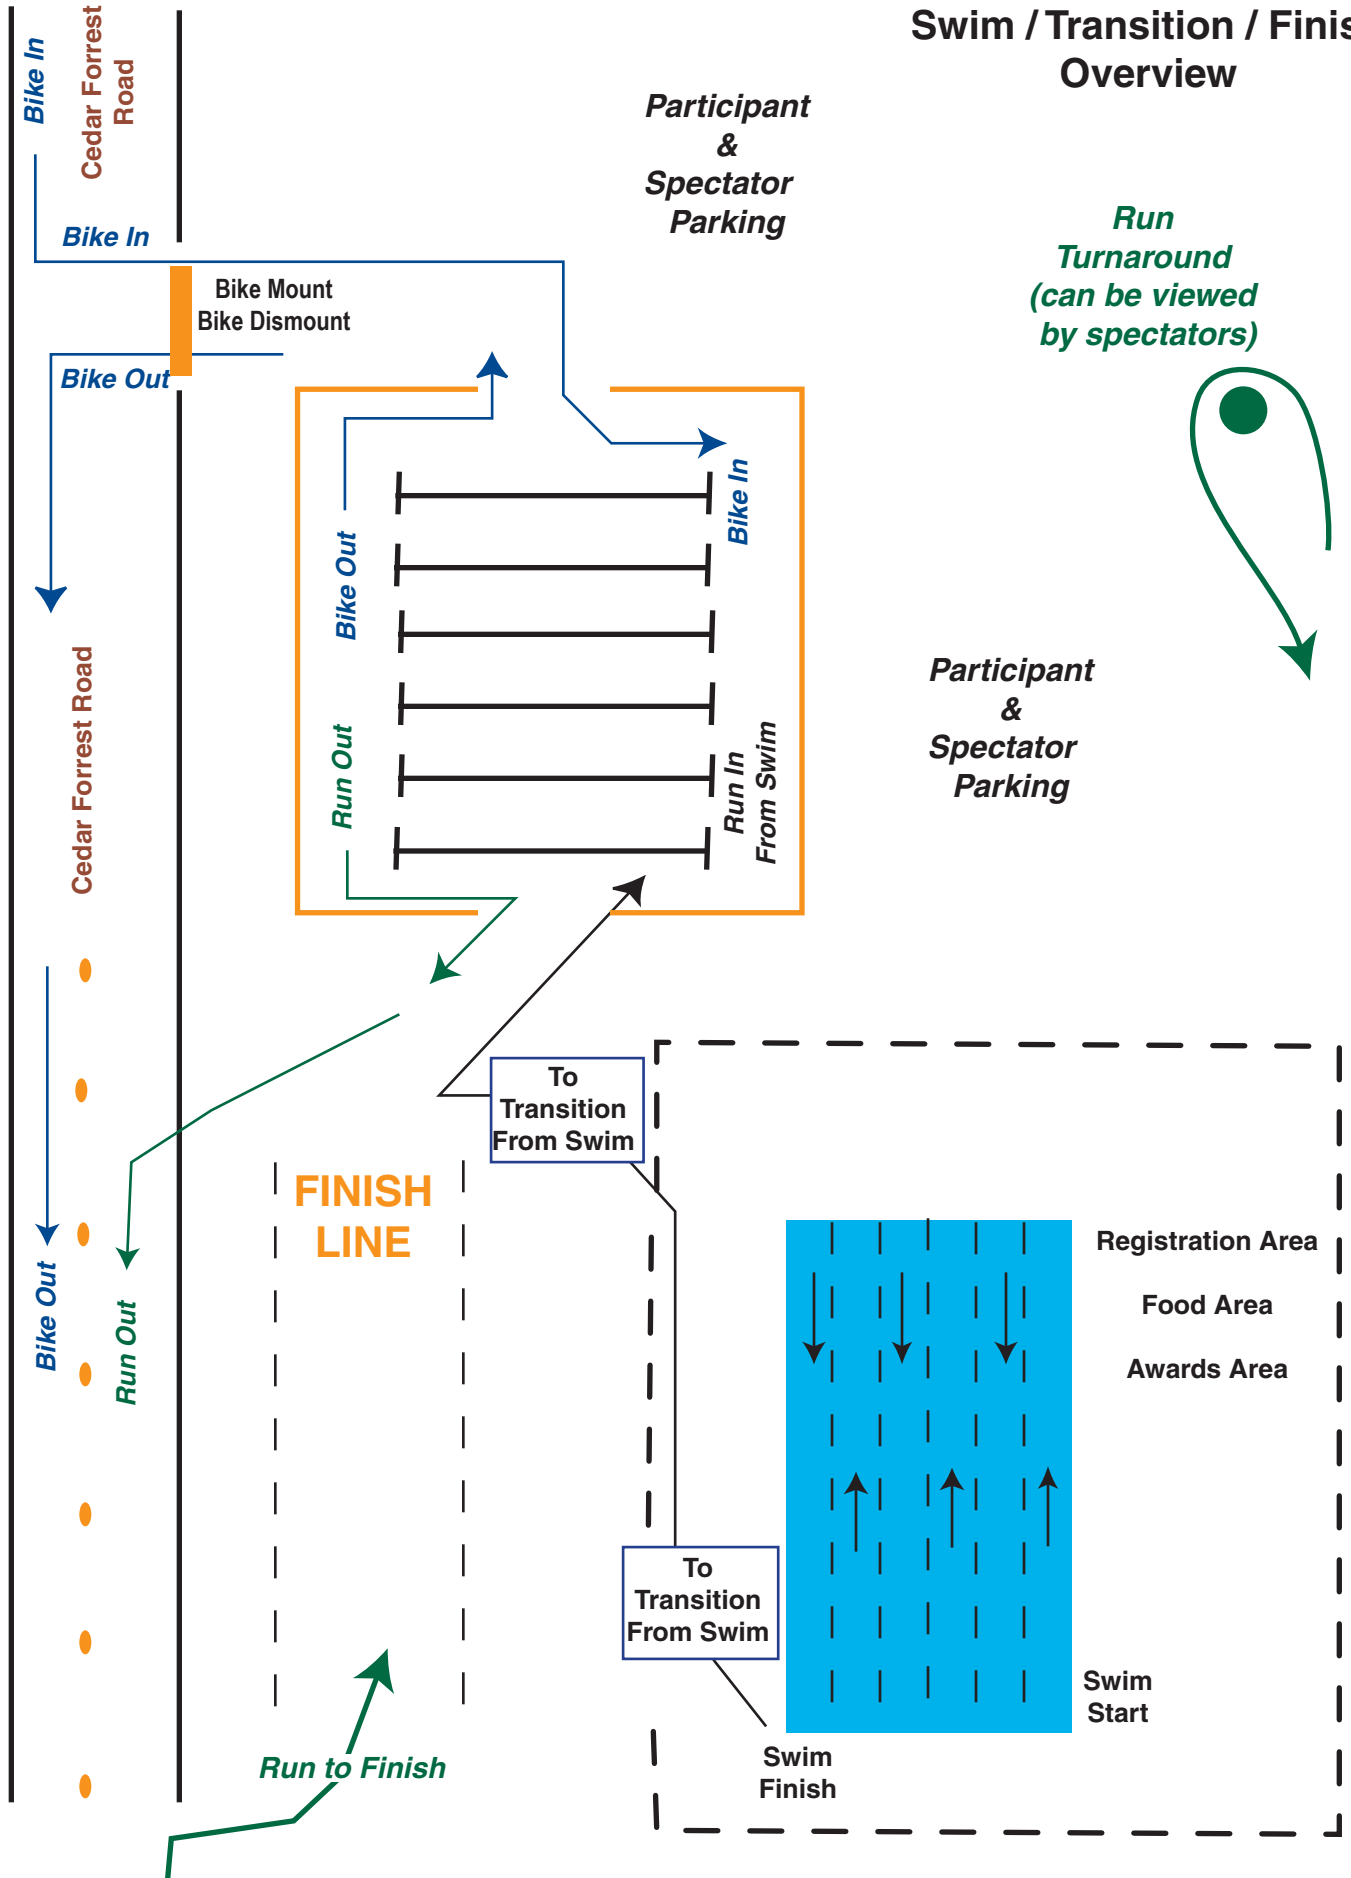 Swim / Transition / Finis
Overview
Bike In
Cedar Forrest
Road
Participant
&
Spectator
Parking
Run
Turnaround
(can be viewed
by spectators)
Bike In
Bike Mount
Bike Dismount
Bike Out
Bike In
Bike Out
Cedar Forrest Road
Participant
&
Spectator
Parking
Run Out
Run In
From Swim
To
Transition
From Swim
FINISH
LINE
Registration Area
Food Area
Awards Area
Bike Out
Run Out
To
Transition
From Swim
Swim
Start
Swim
Finish
Run to Finish